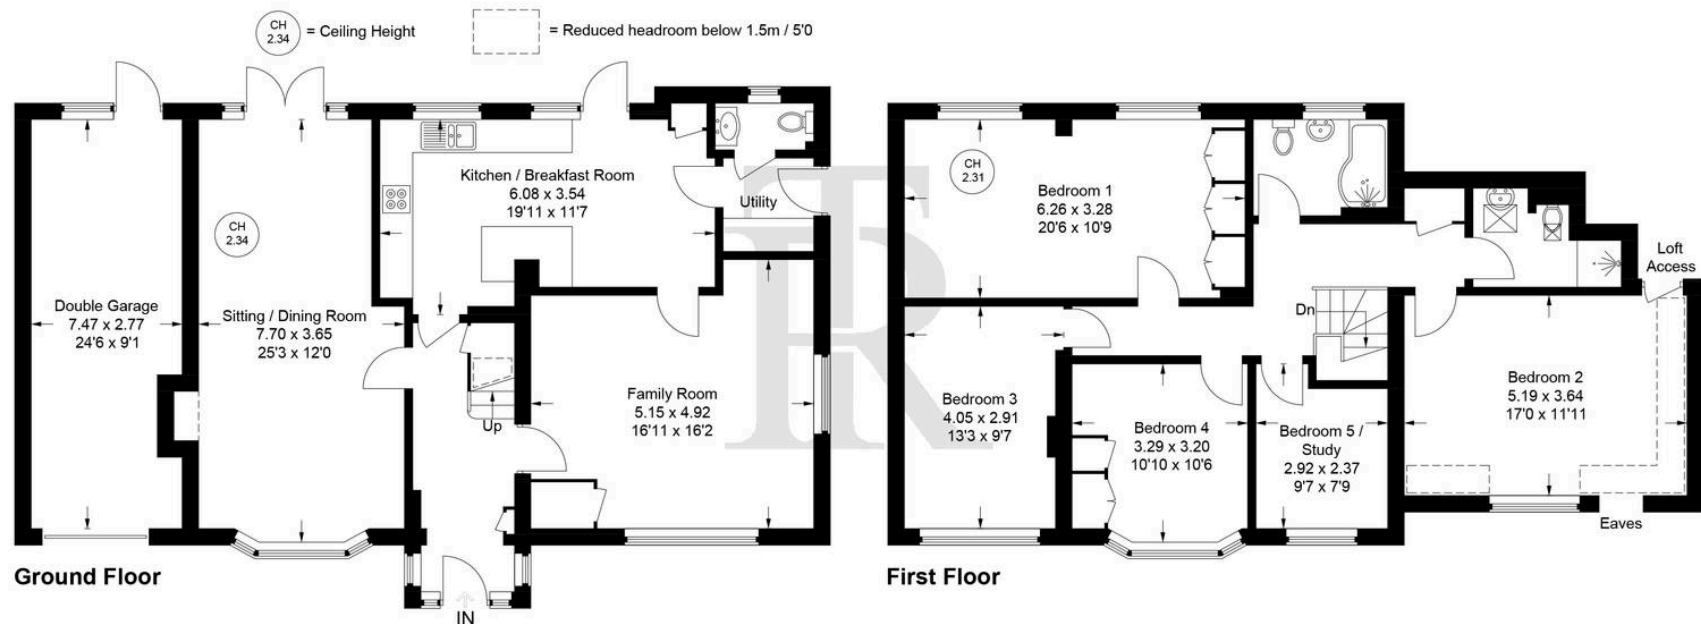 CH
2.34
= Ceiling Height
= Reduced headroom below 1.5m / 5'0
Kitchen / Breakfast Room
6.08 x 3.54
19'11 x 11'7
Utility
CH
2.34
Double Garage
7.47 x 2.77
24'6 x 9'1
Sitting / Dining Room
7.70 x 3.65
25'3 x 12'0
Family Room
5.15 x 4.92
16'11 x 16'2
Up
IN
Ground Floor
CH
2.31
Bedroom 1
6.26 x 3.28
20'6 x 10'9
Loft
Access
Dn
Bedroom 2
5.19 x 3.64
17'0 x 11'11
Bedroom 3
4.05 x 2.91
13'3 x 9'7
Bedroom 4
3.29 x 3.20
10'10 x 10'6
Bedroom 5 /
Study
2.92 x 2.37
9'7 x 7'9
Eaves
First Floor
TR